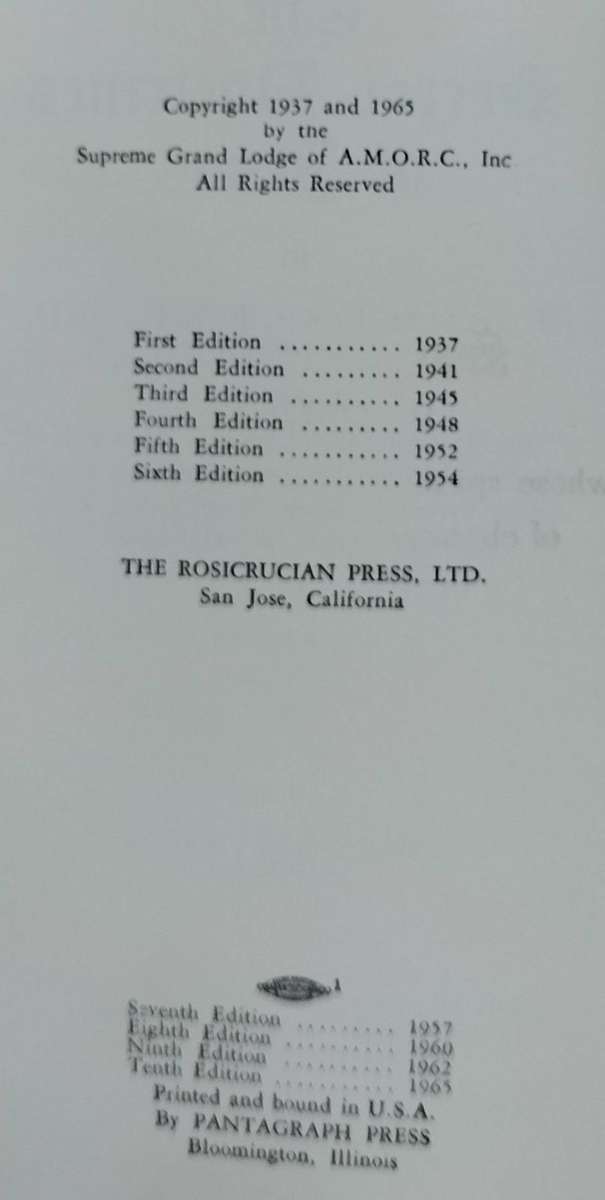 Copyright 1937 and 1965
by the
Supreme Grand Lodge of A.M.O.R.C., Inc
All Rights Reserved
First Edition ........... 1937
Second Edition ......... 1941
Third Edition .......... 1945
Fourth Edition ......... 1948
Fifth Edition ........... 1952
Sixth Edition ........... 1954
THE ROSICRUCIAN PRESS, LTD.
San Jose, California
1
Seventh Edition ......... 1957
Eighth Edition .......... 1960
Ninth Edition .......... 1962
Tenth Edition ........... 1965
Printed and bound in U.S.A.
By PANTAGRAPH PRESS
Bloomington, Illinois